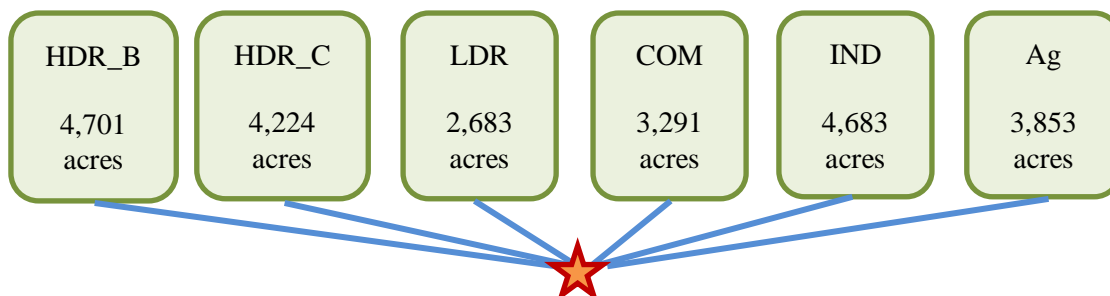 HDR_B
4,701
acres
HDR_C
4,224
acres
LDR
2,683
acres
COM
3,291
acres
IND
4,683
acres
Ag
3,853
acres